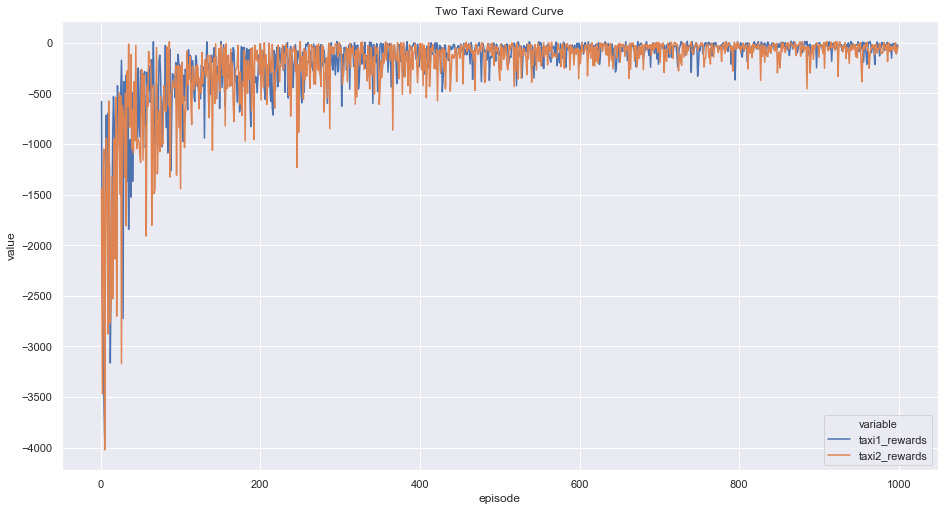 Two Taxi Reward Curve
value
0
−500
−1000
−1500
−2000
−2500
−3000
−3500
−4000
0 200 400 600 800 1000
episode
variable
taxi1_rewards
taxi2_rewards